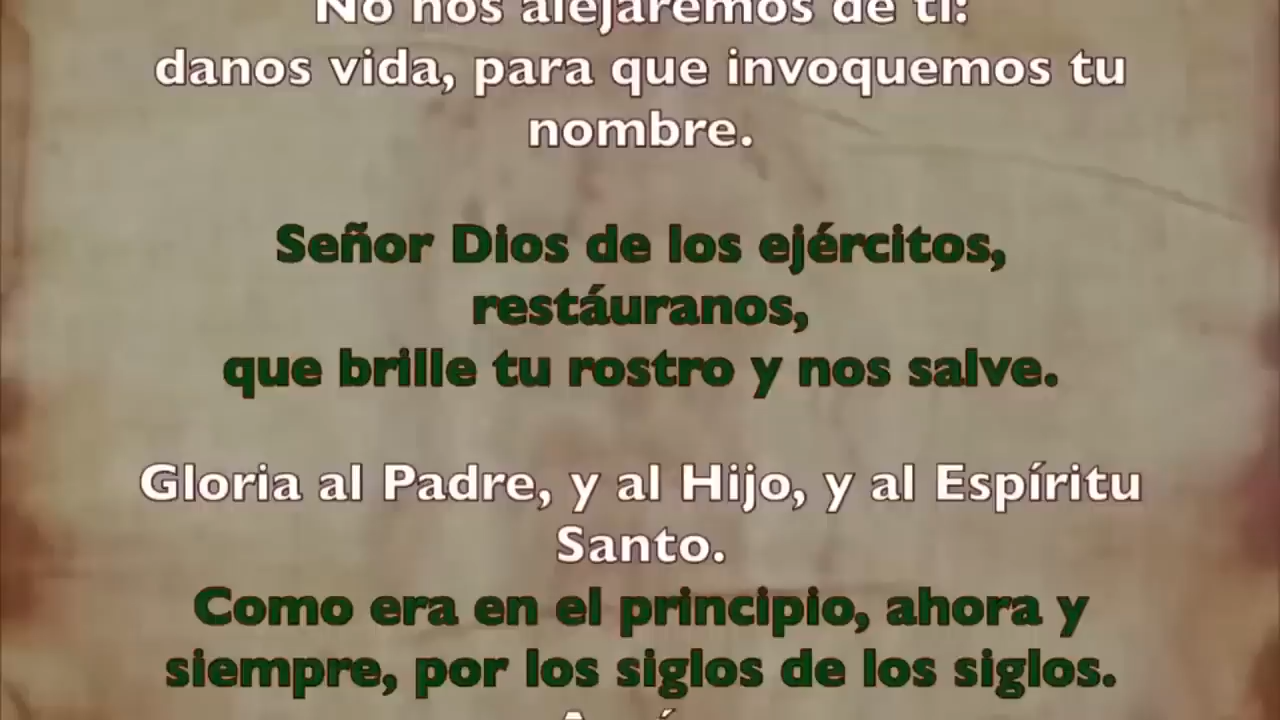 No nos alejaremos de ti:
danos vida, para que invoquemos tu
nombre.
Señor Dios de los ejércitos,
restáuranos,
que brille tu rostro y nos salve.
Gloria al Padre, y al Hijo, y al Espíritu
Santo.
Como era en el principio, ahora y
siempre, por los siglos de los siglos.